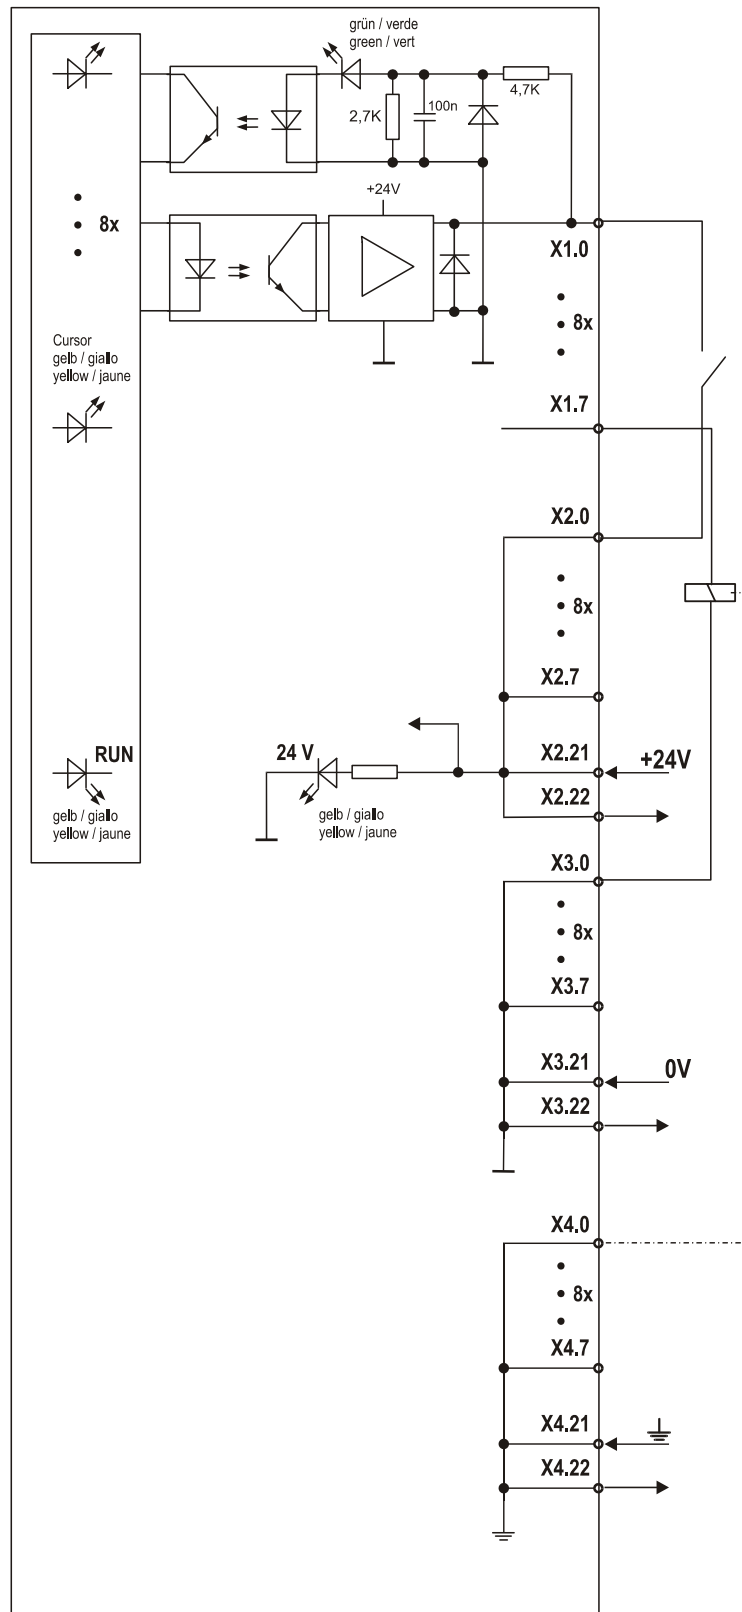 grün / verde
green / vert
2,7K
100n
4,7K
+24V
8x
X1.0
8x
Cursor
gelb / giallo
yellow / jaune
X1.7
X2.0
8x
X2.7
RUN
24 V
X2.21
+24V
X2.22
gelb / giallo
yellow / jaune
gelb / giallo
yellow / jaune
X3.0
8x
X3.7
X3.21
0V
X3.22
X4.0
8x
X4.7
X4.21
X4.22